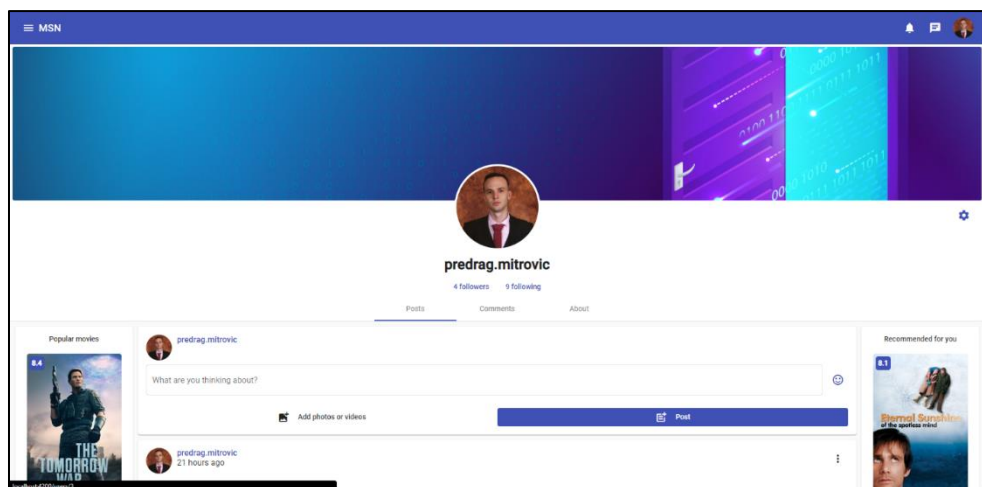 MSN
predrag.mitrovic
4 followers 9 following
Posts Comments About
Popular movies
8.4
THE
TOMORROW
WAR
predrag.mitrovic
What are you thinking about?
Add photos or videos
Post
predrag.mitrovic
21 hours ago
Recommended for you
8.1
Eternal Sunshine
of the spotless mind